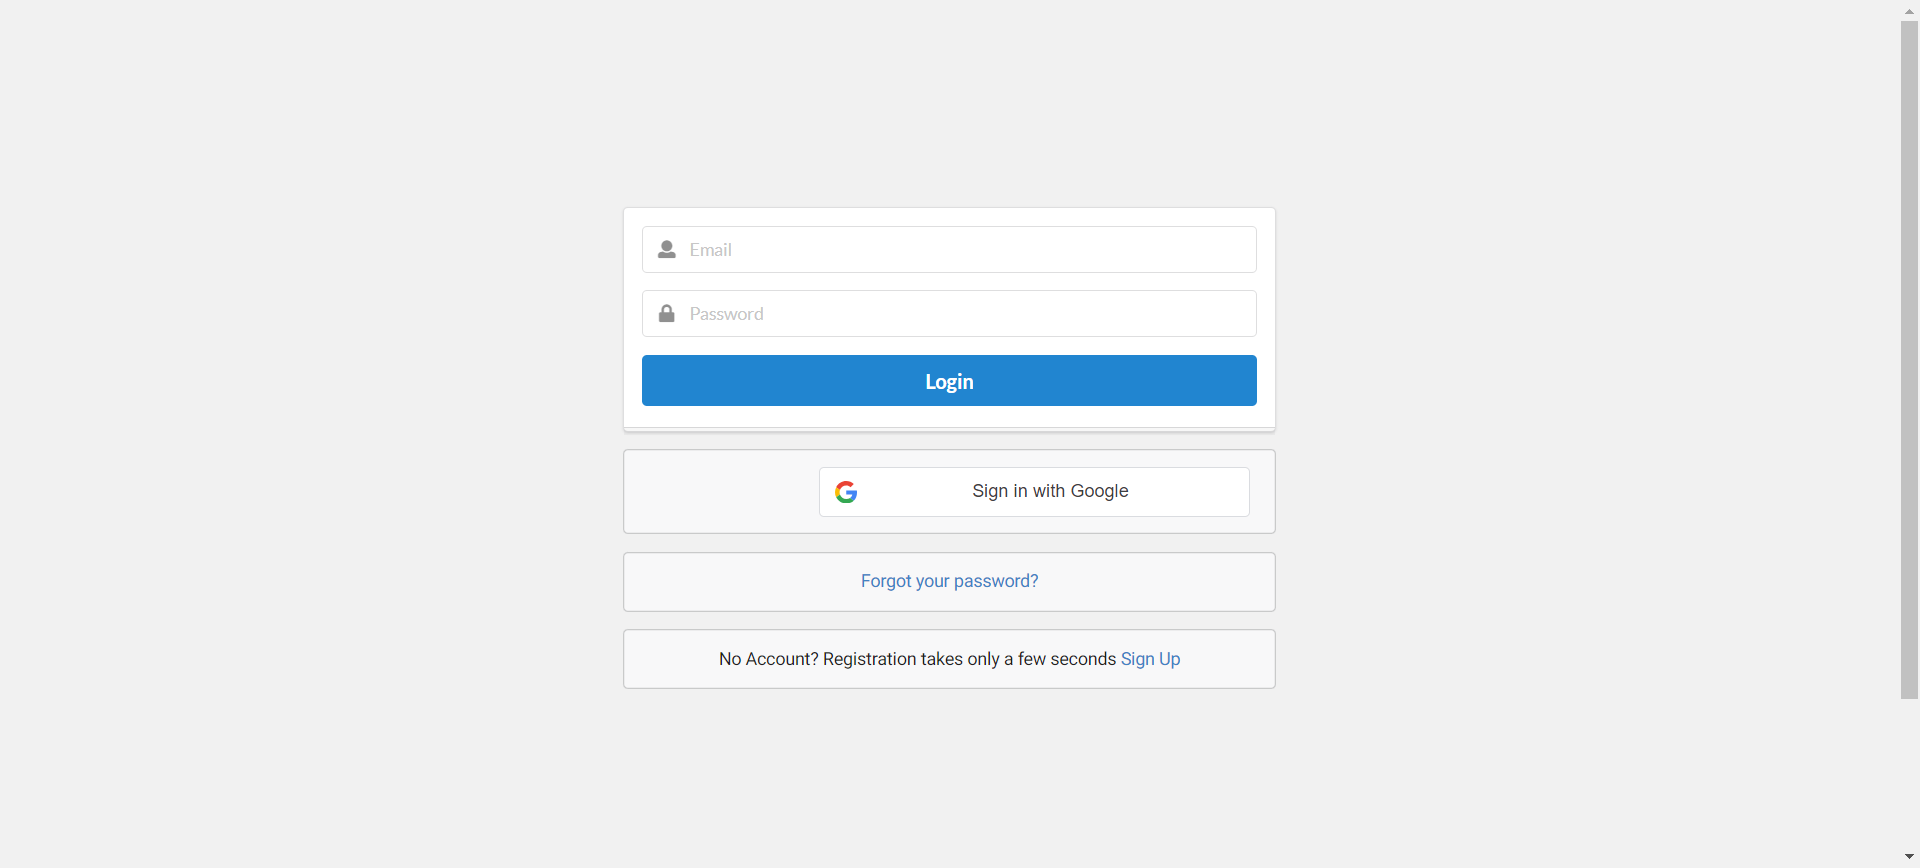 Email
Password
Login
Sign in with Google
Forgot your password?
No Account? Registration takes only a few seconds Sign Up